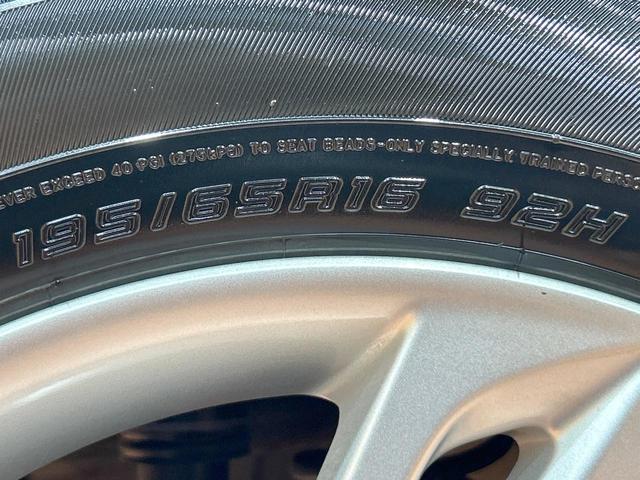 EVER EXCEED 40 PSI (275kPa) TO SEAT BEADS-ONLY SPECIALLY TRAINED PERS
195/65R16 92H